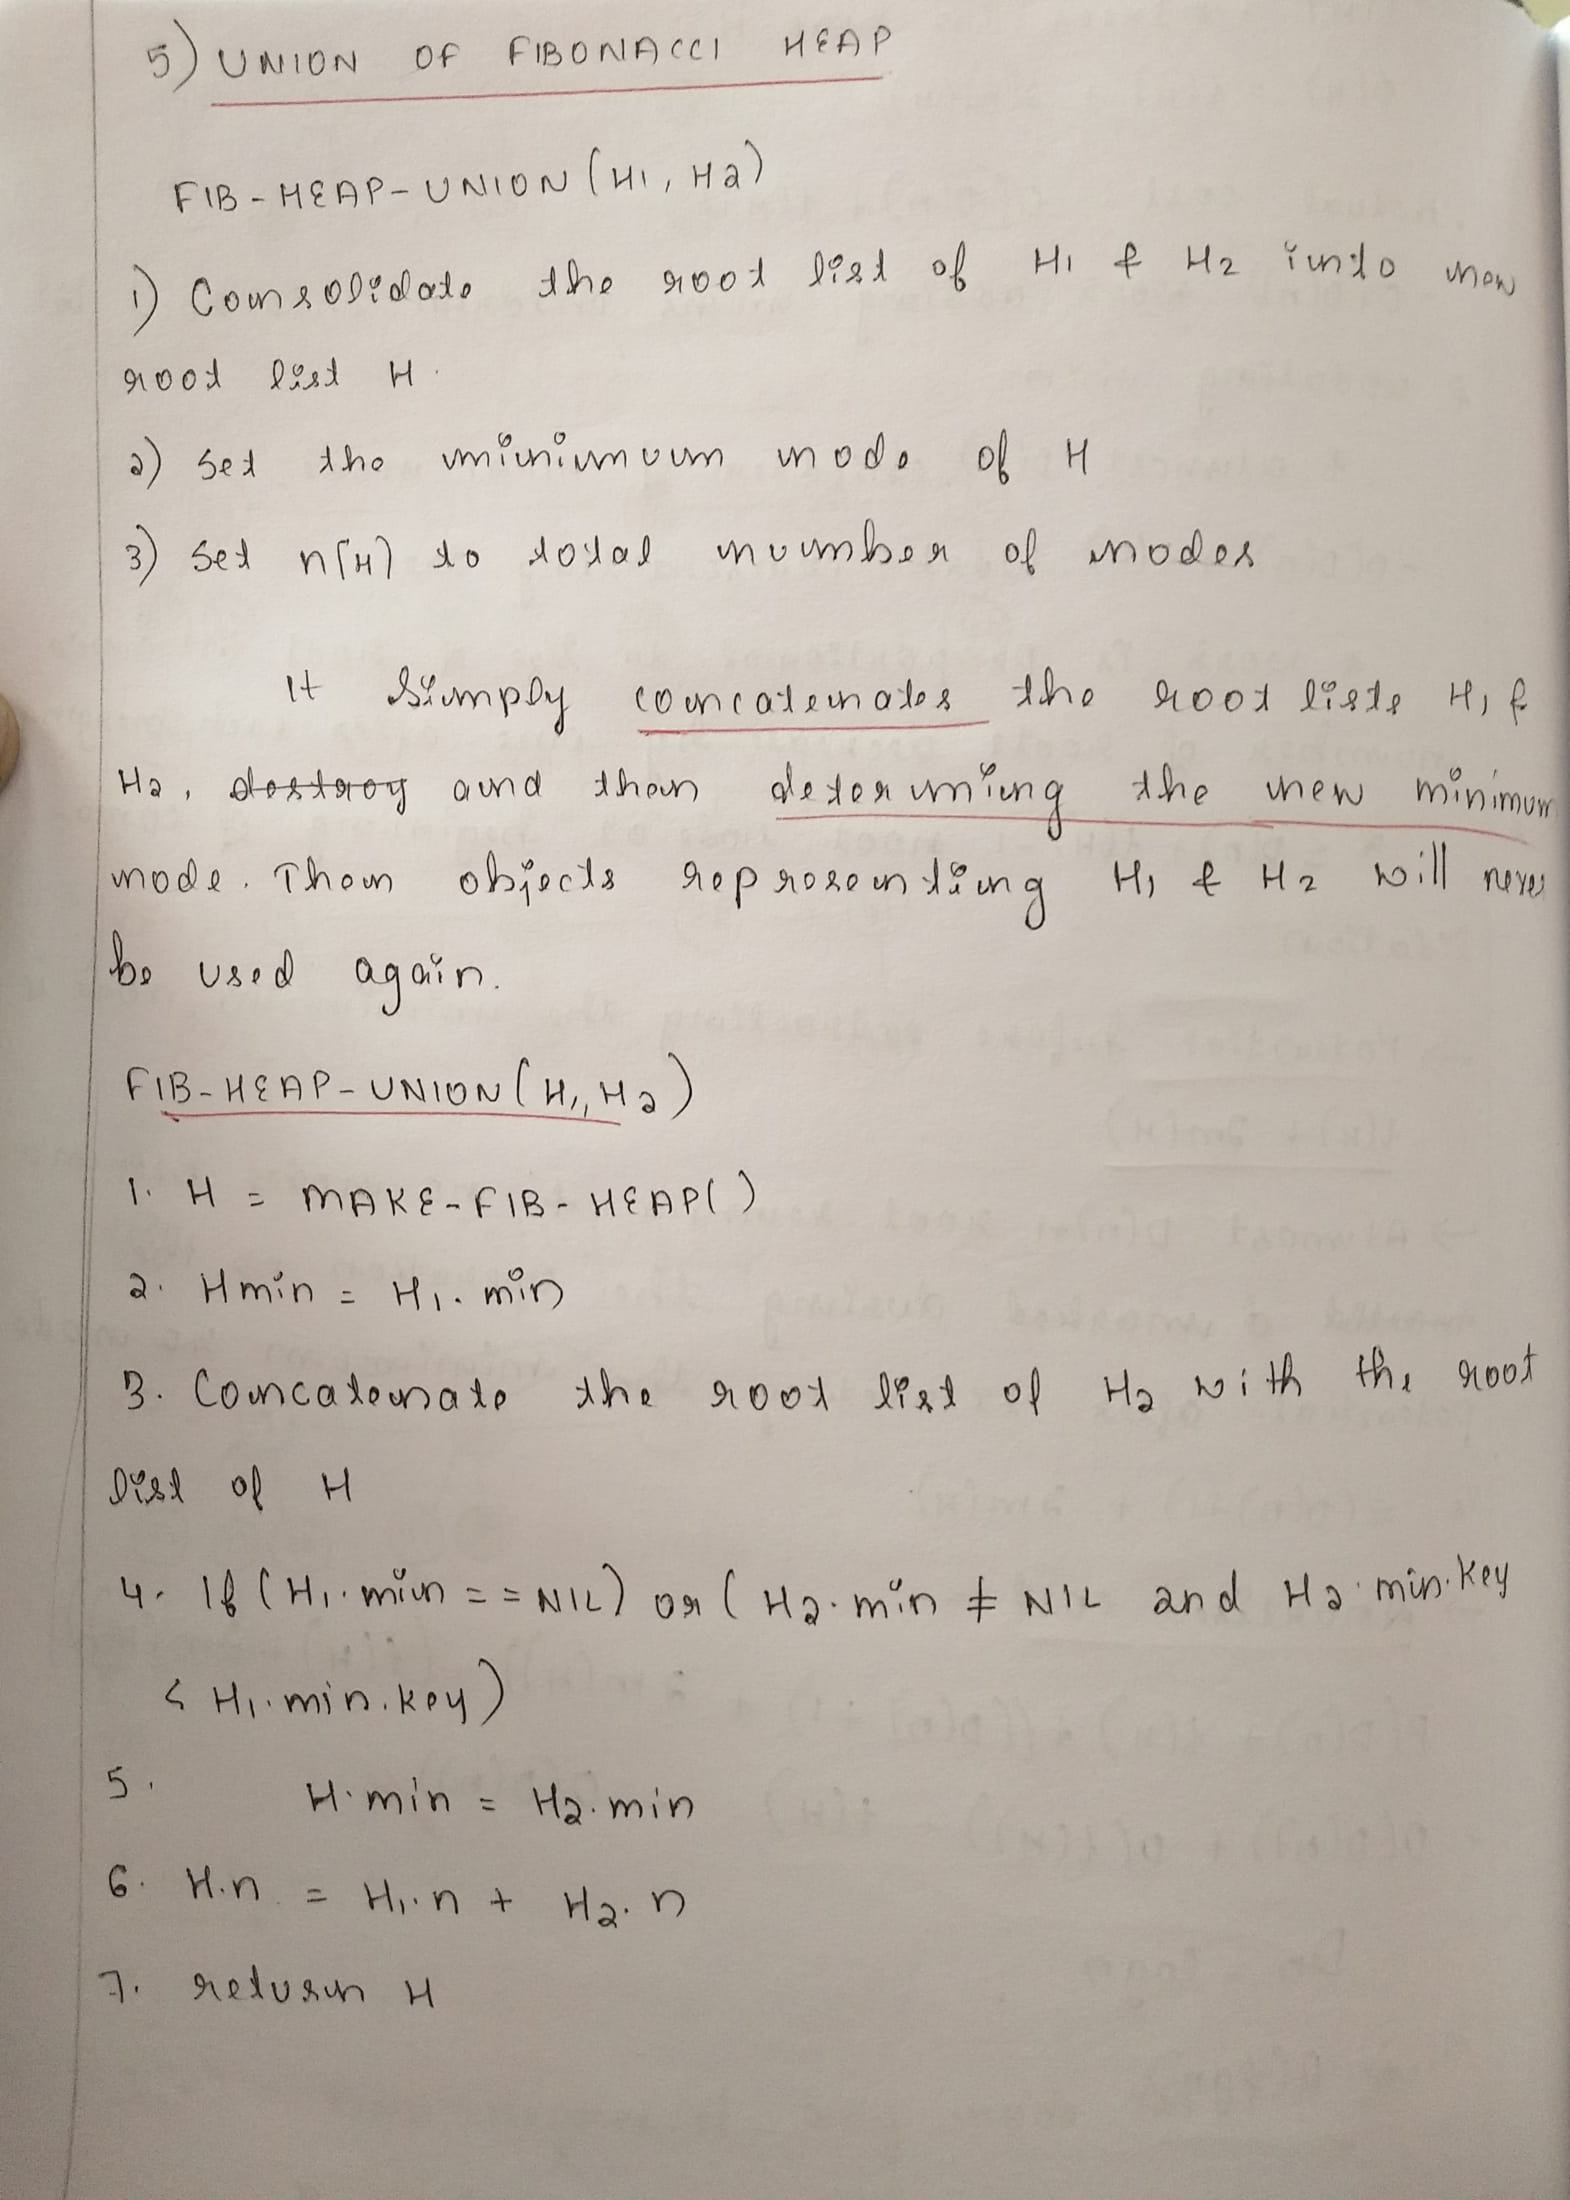 5) UNION OF FIBONACCI HEAP
FIB-HEAP-UNION (H1, H2)
1) Consolidate the root list of H1 & H2 into new
root list H.
2) Set the minimum node of H
3) Set n[H] to total number of nodes
It Simply concatenates the root lists H1 &
H2, destroy and then determing the new minimum
node. Then objects representing H1 & H2 will never
be used again.
FIB-HEAP-UNION (H1, H2)
1. H = MAKE-FIB-HEAP()
2. Hmin = H1.min
3. Concatenate the root list of H2 with the root
list of H
4. If (H1.min == NIL) or (H2.min ≠ NIL and H2.min.key
< H1.min.key)
5. H.min = H2.min
6. H.n = H1.n + H2.n
7. return H